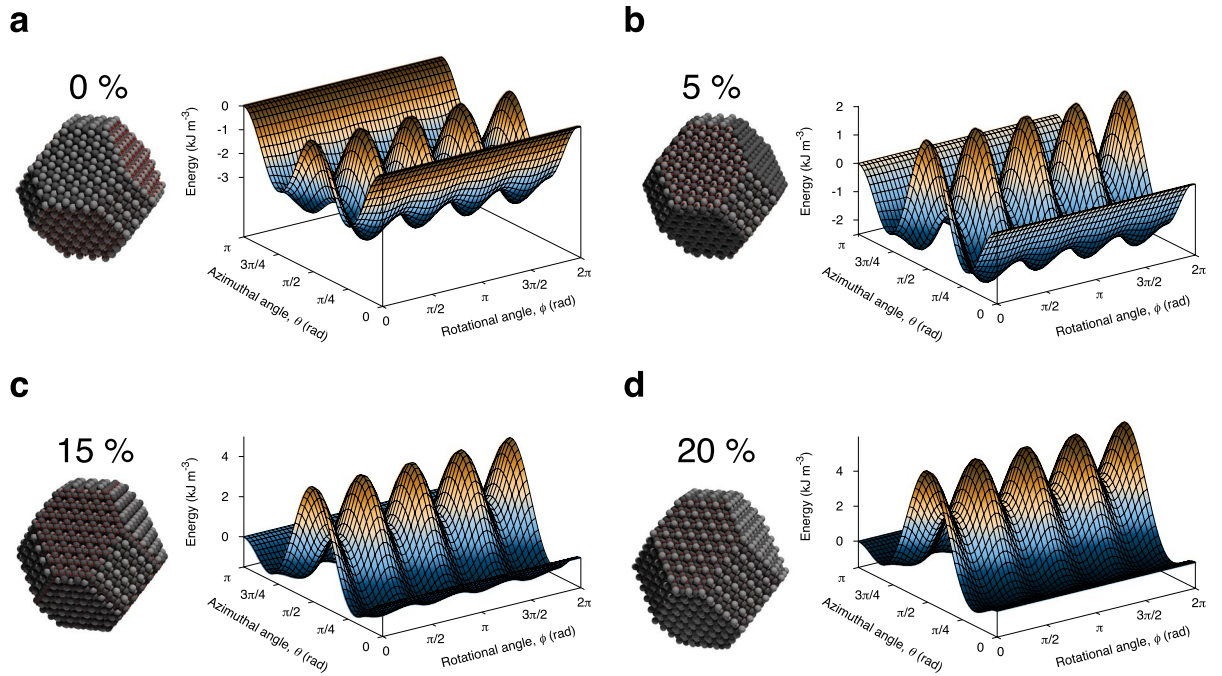 a
0 %
Energy (kJ m-3)
0
-1
-2
-3
π
3π/4
π/2
π/4
0
Azimuthal angle, θ (rad)
0
π/2
π
3π/2
2π
Rotational angle, ϕ (rad)
b
5 %
Energy (kJ m-3)
2
1
0
-1
-2
π
3π/4
π/2
π/4
0
Azimuthal angle, θ (rad)
0
π/2
π
3π/2
2π
Rotational angle, ϕ (rad)
c
15 %
Energy (kJ m-3)
4
2
0
π
3π/4
π/2
π/4
0
Azimuthal angle, θ (rad)
0
π/2
π
3π/2
2π
Rotational angle, ϕ (rad)
d
20 %
Energy (kJ m-3)
4
2
0
π
3π/4
π/2
π/4
0
Azimuthal angle, θ (rad)
0
π/2
π
3π/2
2π
Rotational angle, ϕ (rad)